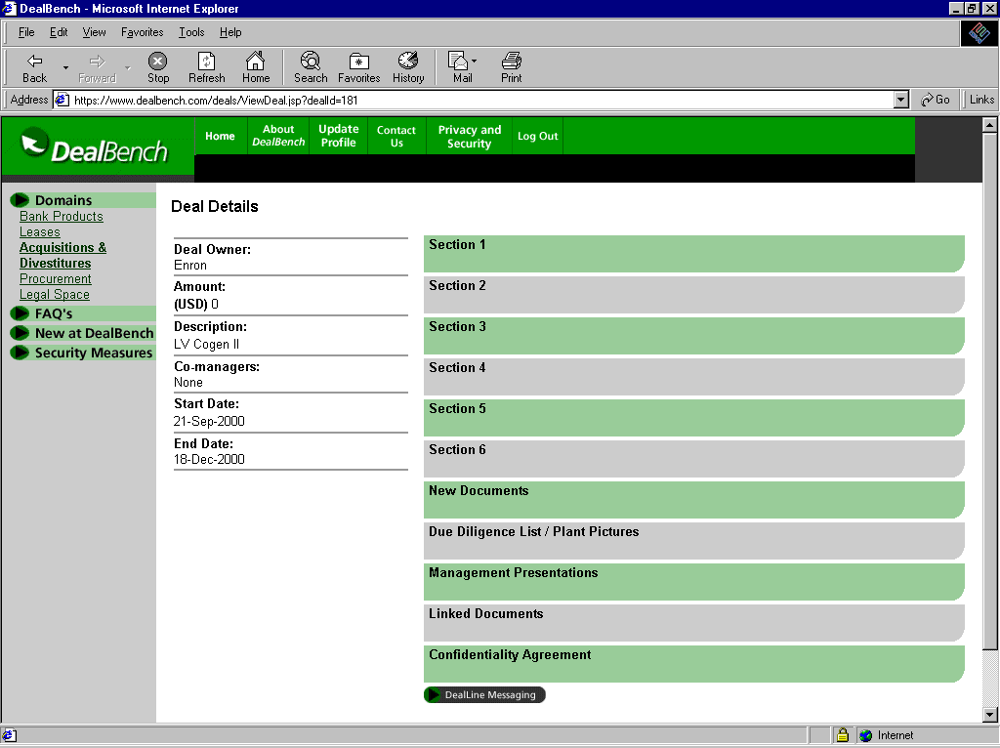 DealBench - Microsoft Internet Explorer
File Edit View Favorites Tools Help
Back Forward Stop Refresh Home Search Favorites History Mail Print
Address https://www.dealbench.com/deals/ViewDeal.jsp?dealId=181 Go Links
DealBench
Home
About
DealBench
Update
Profile
Contact
Us
Privacy and
Security
Log Out
Domains
Bank Products
Leases
Acquisitions &
Divestitures
Procurement
Legal Space
FAQ's
New at DealBench
Security Measures
Deal Details
Deal Owner:
Enron
Amount:
(USD) 0
Description:
LV Cogen II
Co-managers:
None
Start Date:
21-Sep-2000
End Date:
18-Dec-2000
Section 1
Section 2
Section 3
Section 4
Section 5
Section 6
New Documents
Due Diligence List / Plant Pictures
Management Presentations
Linked Documents
Confidentiality Agreement
DealLine Messaging
Internet